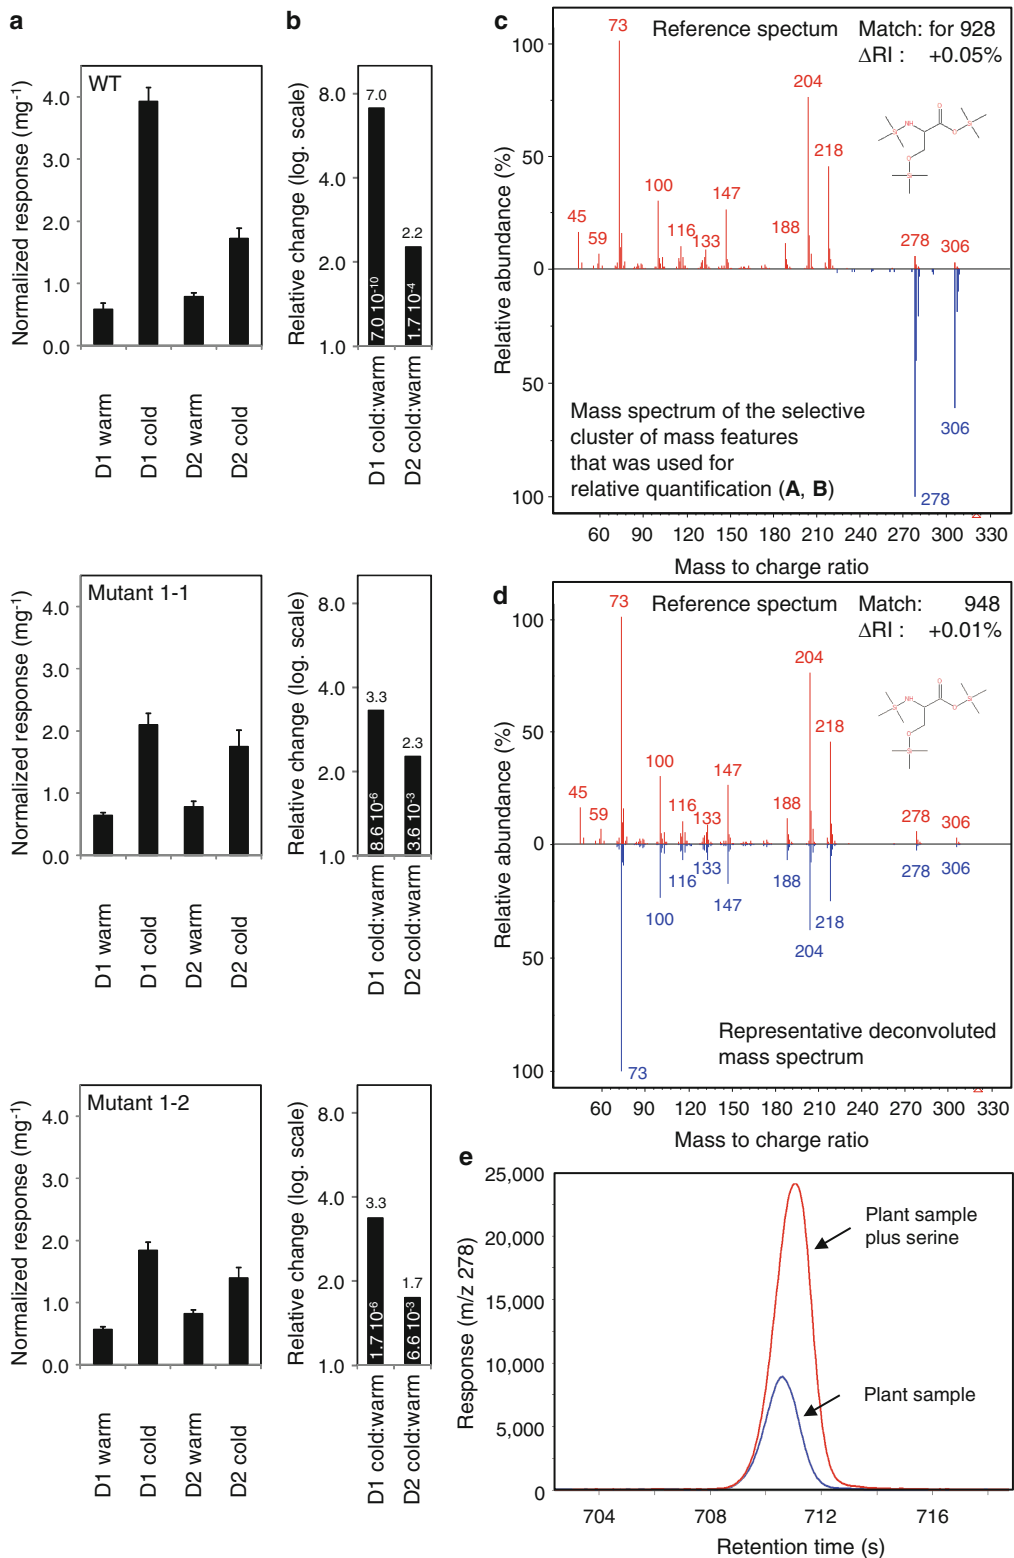 a
WT
Normalized response (mg-1)
4.0
3.0
2.0
1.0
0.0
D1 warm
D1 cold
D2 warm
D2 cold
Mutant 1-1
Normalized response (mg-1)
4.0
3.0
2.0
1.0
0.0
D1 warm
D1 cold
D2 warm
D2 cold
Mutant 1-2
Normalized response (mg-1)
4.0
3.0
2.0
1.0
0.0
D1 warm
D1 cold
D2 warm
D2 cold
b
Relative change (log. scale)
8.0
4.0
2.0
1.0
7.0
2.2
7.0 10-10
1.7 10-4
D1 cold:warm
D2 cold:warm
Relative change (log. scale)
8.0
4.0
2.0
1.0
3.3
2.3
8.6 10-6
3.6 10-3
D1 cold:warm
D2 cold:warm
Relative change (log. scale)
8.0
4.0
2.0
1.0
3.3
1.7
1.7 10-6
6.6 10-3
D1 cold:warm
D2 cold:warm
c
Reference spectrum
Match: for 928
ΔRI : +0.05%
Relative abundance (%)
100
50
0
50
100
73
204
218
100
147
45
59
116
133
188
278
306
NH
O
O
O
Si
Si
Si
306
278
Mass spectrum of the selective
cluster of mass features
that was used for
relative quantification (A, B)
60 90 120 150 180 210 240 270 300 330
Mass to charge ratio
d
Reference spectum
Match: 948
ΔRI : +0.01%
Relative abundance (%)
100
50
0
50
100
73
204
218
100
147
45
59
116
133
188
278
306
NH
O
O
O
Si
Si
Si
100
116
133
147
188
204
218
278
306
73
Representative deconvoluted
mass spectrum
60 90 120 150 180 210 240 270 300 330
Mass to charge ratio
e
Response (m/z 278)
25,000
20,000
15,000
10,000
5,000
0
Plant sample
plus serine
Plant sample
704 708 712 716
Retention time (s)